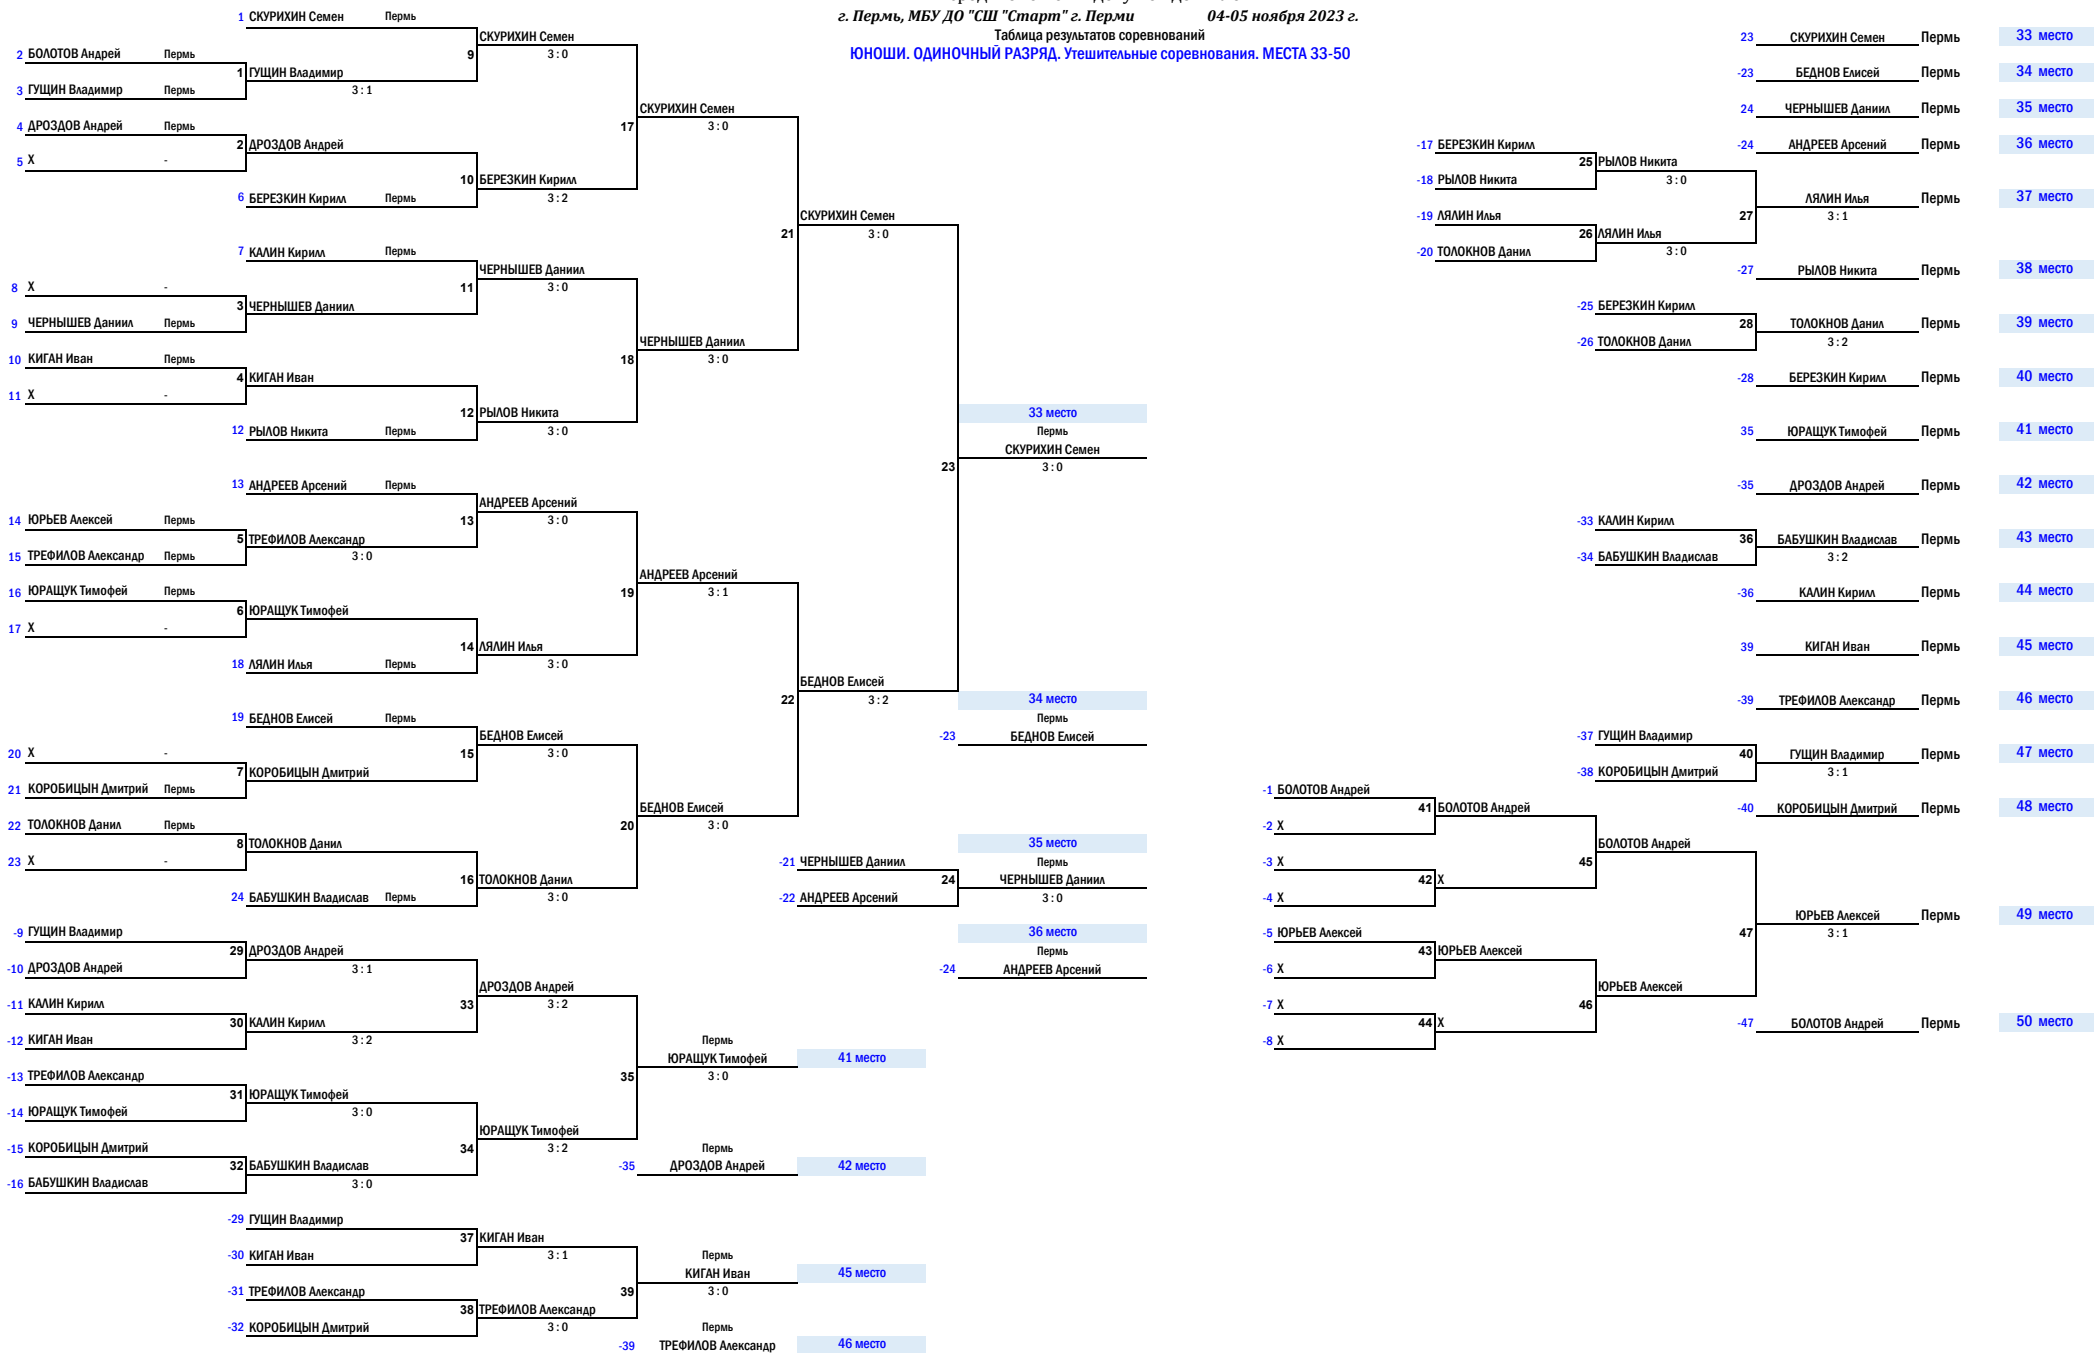 г. Пермь, МБУ ДО "СШ "Старт" г. Перми 04-05 ноября 2023 г.
Таблица результатов соревнований
ЮНОШИ. ОДИНОЧНЫЙ РАЗРЯД. Утешительные соревнования. МЕСТА 33-50
1 СКУРИХИН Семен Пермь
2 БОЛОТОВ Андрей Пермь
3 ГУЩИН Владимир Пермь
1 ГУЩИН Владимир
3 : 1
9 СКУРИХИН Семен
3 : 0
4 ДРОЗДОВ Андрей Пермь
5 X -
2 ДРОЗДОВ Андрей
6 БЕРЕЗКИН Кирилл Пермь
10 БЕРЕЗКИН Кирилл
3 : 2
17 СКУРИХИН Семен
3 : 0
7 КАЛИН Кирилл Пермь
8 X -
9 ЧЕРНЫШЕВ Даниил Пермь
3 ЧЕРНЫШЕВ Даниил
11 ЧЕРНЫШЕВ Даниил
3 : 0
10 КИГАН Иван Пермь
11 X -
4 КИГАН Иван
12 РЫЛОВ Никита Пермь
12 РЫЛОВ Никита
3 : 0
18 ЧЕРНЫШЕВ Даниил
3 : 0
21 СКУРИХИН Семен
3 : 0
13 АНДРЕЕВ Арсений Пермь
14 ЮРЬЕВ Алексей Пермь
15 ТРЕФИЛОВ Александр Пермь
5 ТРЕФИЛОВ Александр
3 : 0
13 АНДРЕЕВ Арсений
3 : 0
16 ЮРАЩУК Тимофей Пермь
17 X -
6 ЮРАЩУК Тимофей
18 ЛЯЛИН Илья Пермь
14 ЛЯЛИН Илья
3 : 0
19 АНДРЕЕВ Арсений
3 : 1
19 БЕДНОВ Елисей Пермь
20 X -
21 КОРОБИЦЫН Дмитрий Пермь
7 КОРОБИЦЫН Дмитрий
15 БЕДНОВ Елисей
3 : 0
22 ТОЛОКНОВ Данил Пермь
23 X -
8 ТОЛОКНОВ Данил
24 БАБУШКИН Владислав Пермь
16 ТОЛОКНОВ Данил
3 : 0
20 БЕДНОВ Елисей
3 : 0
22 БЕДНОВ Елисей
3 : 2
33 место
Пермь
23 СКУРИХИН Семен
3 : 0
34 место
Пермь
-23 БЕДНОВ Елисей
-21 ЧЕРНЫШЕВ Даниил
-22 АНДРЕЕВ Арсений
35 место
Пермь
24 ЧЕРНЫШЕВ Даниил
3 : 0
36 место
Пермь
-24 АНДРЕЕВ Арсений
-9 ГУЩИН Владимир
-10 ДРОЗДОВ Андрей
29 ДРОЗДОВ Андрей
3 : 1
-11 КАЛИН Кирилл
-12 КИГАН Иван
30 КАЛИН Кирилл
3 : 2
33 ДРОЗДОВ Андрей
3 : 2
-13 ТРЕФИЛОВ Александр
-14 ЮРАЩУК Тимофей
31 ЮРАЩУК Тимофей
3 : 0
-15 КОРОБИЦЫН Дмитрий
-16 БАБУШКИН Владислав
32 БАБУШКИН Владислав
3 : 0
34 ЮРАЩУК Тимофей
3 : 2
Пермь
35 ЮРАЩУК Тимофей 41 место
3 : 0
Пермь
-35 ДРОЗДОВ Андрей 42 место
-29 ГУЩИН Владимир
-30 КИГАН Иван
37 КИГАН Иван
3 : 1
-31 ТРЕФИЛОВ Александр
-32 КОРОБИЦЫН Дмитрий
38 ТРЕФИЛОВ Александр
3 : 0
Пермь
39 КИГАН Иван 45 место
3 : 0
Пермь
-39 ТРЕФИЛОВ Александр 46 место
23 СКУРИХИН Семен Пермь 33 место
-23 БЕДНОВ Елисей Пермь 34 место
24 ЧЕРНЫШЕВ Даниил Пермь 35 место
-24 АНДРЕЕВ Арсений Пермь 36 место
-17 БЕРЕЗКИН Кирилл
-18 РЫЛОВ Никита
25 РЫЛОВ Никита
3 : 0
-19 ЛЯЛИН Илья
-20 ТОЛОКНОВ Данил
26 ЛЯЛИН Илья
3 : 0
27 ЛЯЛИН Илья Пермь 37 место
3 : 1
-27 РЫЛОВ Никита Пермь 38 место
-25 БЕРЕЗКИН Кирилл
-26 ТОЛОКНОВ Данил
28 ТОЛОКНОВ Данил Пермь 39 место
3 : 2
-28 БЕРЕЗКИН Кирилл Пермь 40 место
35 ЮРАЩУК Тимофей Пермь 41 место
-35 ДРОЗДОВ Андрей Пермь 42 место
-33 КАЛИН Кирилл
-34 БАБУШКИН Владислав
36 БАБУШКИН Владислав Пермь 43 место
3 : 2
-36 КАЛИН Кирилл Пермь 44 место
39 КИГАН Иван Пермь 45 место
-39 ТРЕФИЛОВ Александр Пермь 46 место
-37 ГУЩИН Владимир
-38 КОРОБИЦЫН Дмитрий
40 ГУЩИН Владимир Пермь 47 место
3 : 1
-40 КОРОБИЦЫН Дмитрий Пермь 48 место
-1 БОЛОТОВ Андрей
-2 X
41 БОЛОТОВ Андрей
-3 X
-4 X
42 X
45 БОЛОТОВ Андрей
-5 ЮРЬЕВ Алексей
-6 X
43 ЮРЬЕВ Алексей
-7 X
-8 X
44 X
46 ЮРЬЕВ Алексей
47 ЮРЬЕВ Алексей Пермь 49 место
3 : 1
-47 БОЛОТОВ Андрей Пермь 50 место